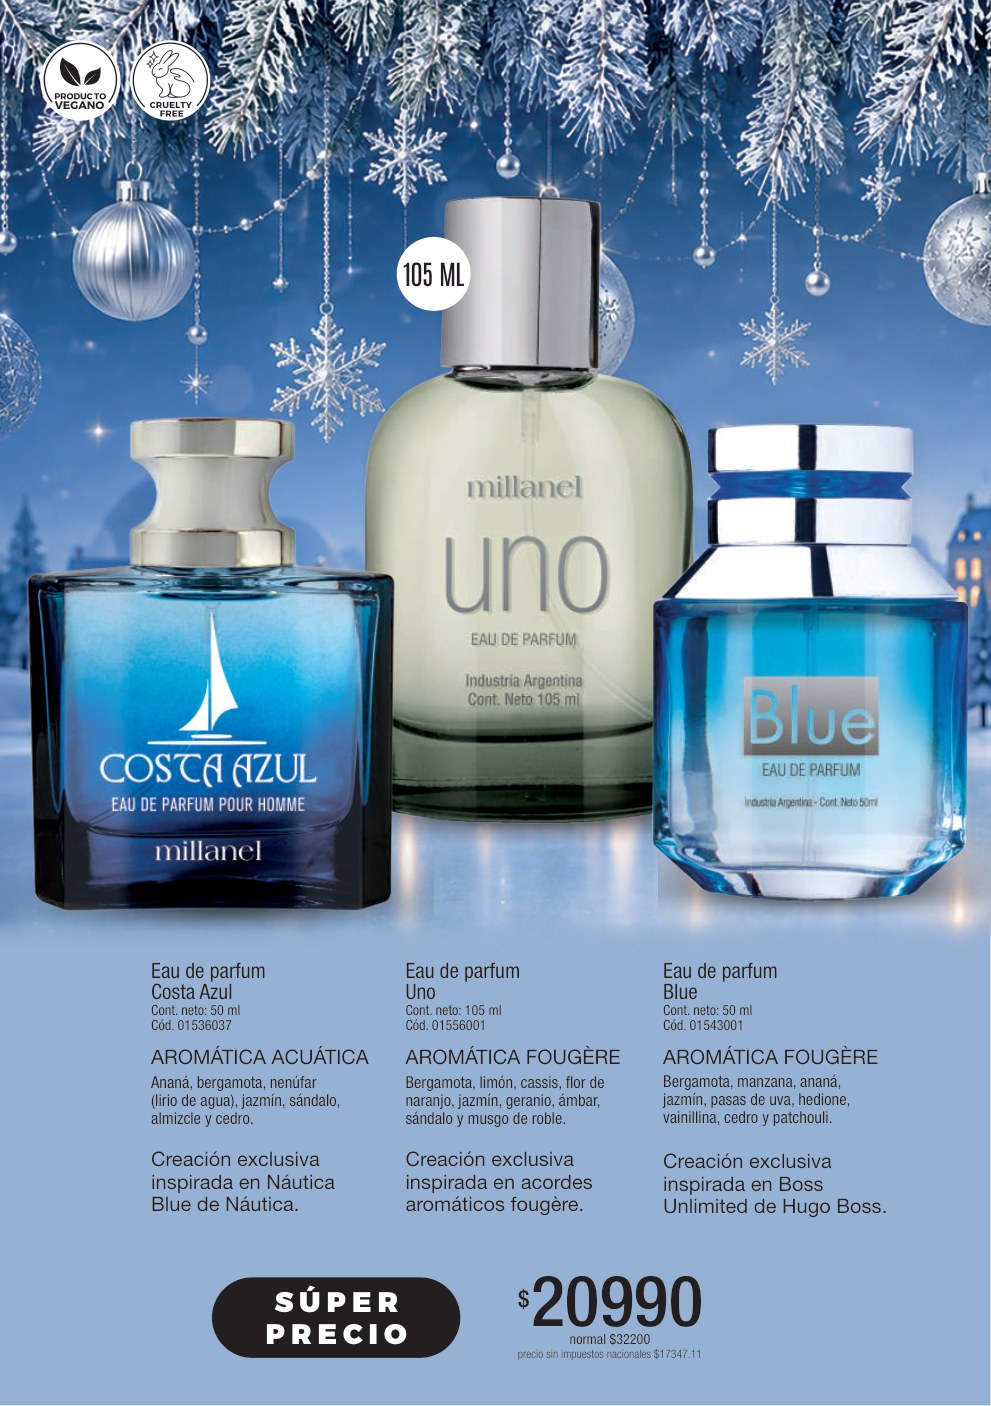 PRODUCTO
VEGANO
CRUELTY
FREE
105 ML
millanel
uno
EAU DE PARFUM
Industria Argentina
Cont. Neto 105 ml
COSTA AZUL
EAU DE PARFUM POUR HOMME
millanel
Blue
EAU DE PARFUM
Industria Argentina - Cont. Neto 50ml
Eau de parfum
Costa Azul
Cont. neto: 50 ml
Cód. 01536037
AROMÁTICA ACUÁTICA
Ananá, bergamota, nenúfar
(lirio de agua), jazmín, sándalo,
almizcle y cedro.
Creación exclusiva
inspirada en Náutica
Blue de Náutica.
Eau de parfum
Uno
Cont. neto: 105 ml
Cód. 01556001
AROMÁTICA FOUGÈRE
Bergamota, limón, cassis, flor de
naranjo, jazmín, geranio, ámbar,
sándalo y musgo de roble.
Creación exclusiva
inspirada en acordes
aromáticos fougère.
Eau de parfum
Blue
Cont. neto: 50 ml
Cód. 01543001
AROMÁTICA FOUGÈRE
Bergamota, manzana, ananá,
jazmín, pasas de uva, hedione,
vainillina, cedro y patchouli.
Creación exclusiva
inspirada en Boss
Unlimited de Hugo Boss.
SÚPER
PRECIO
$20990
normal $32200
precio sin impuestos nacionales $17347.11